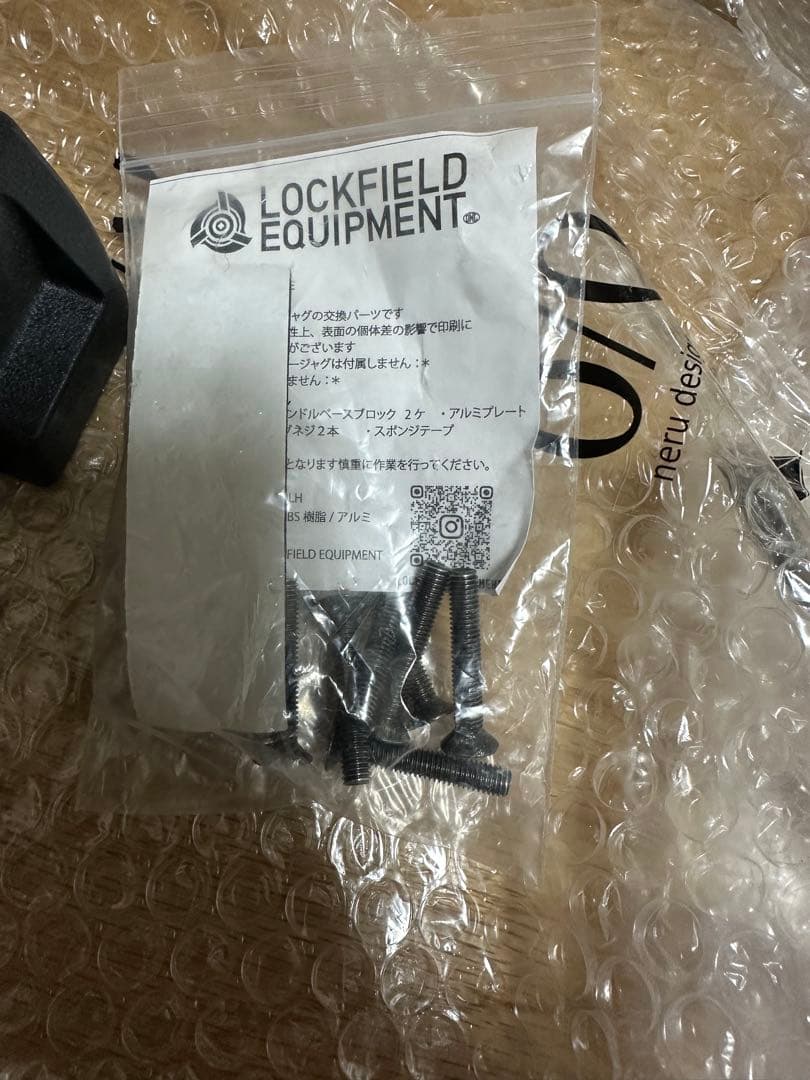 LOCKFIELD
EQUIPMENT
ャグの交換パーツです
性上、表面の個体差の影響で印刷に
がございます
ージャグは付属しません：*
ません：*
ンドルベースブロック 2ケ ・アルミプレート
ネジ2本 ・スポンジテープ
となります慎重に作業を行ってください。
LH
BS 樹脂 / アルミ
FIELD EQUIPMENT
neru design